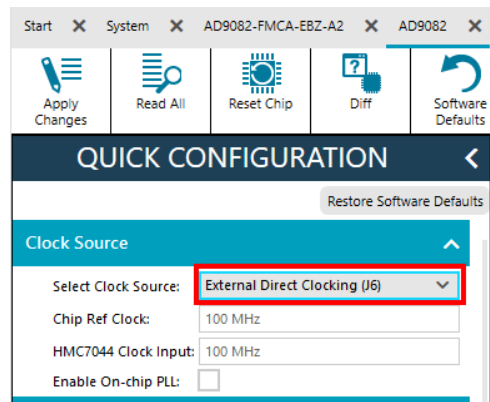 Start X System X AD9082-FMCA-EBZ-A2 X AD9082 X
Apply Changes Read All Reset Chip Diff Software Defaults
QUICK CONFIGURATION
Restore Software Defaults
Clock Source
Select Clock Source: External Direct Clocking (J6)
Chip Ref Clock: 100 MHz
HMC7044 Clock Input: 100 MHz
Enable On-chip PLL: